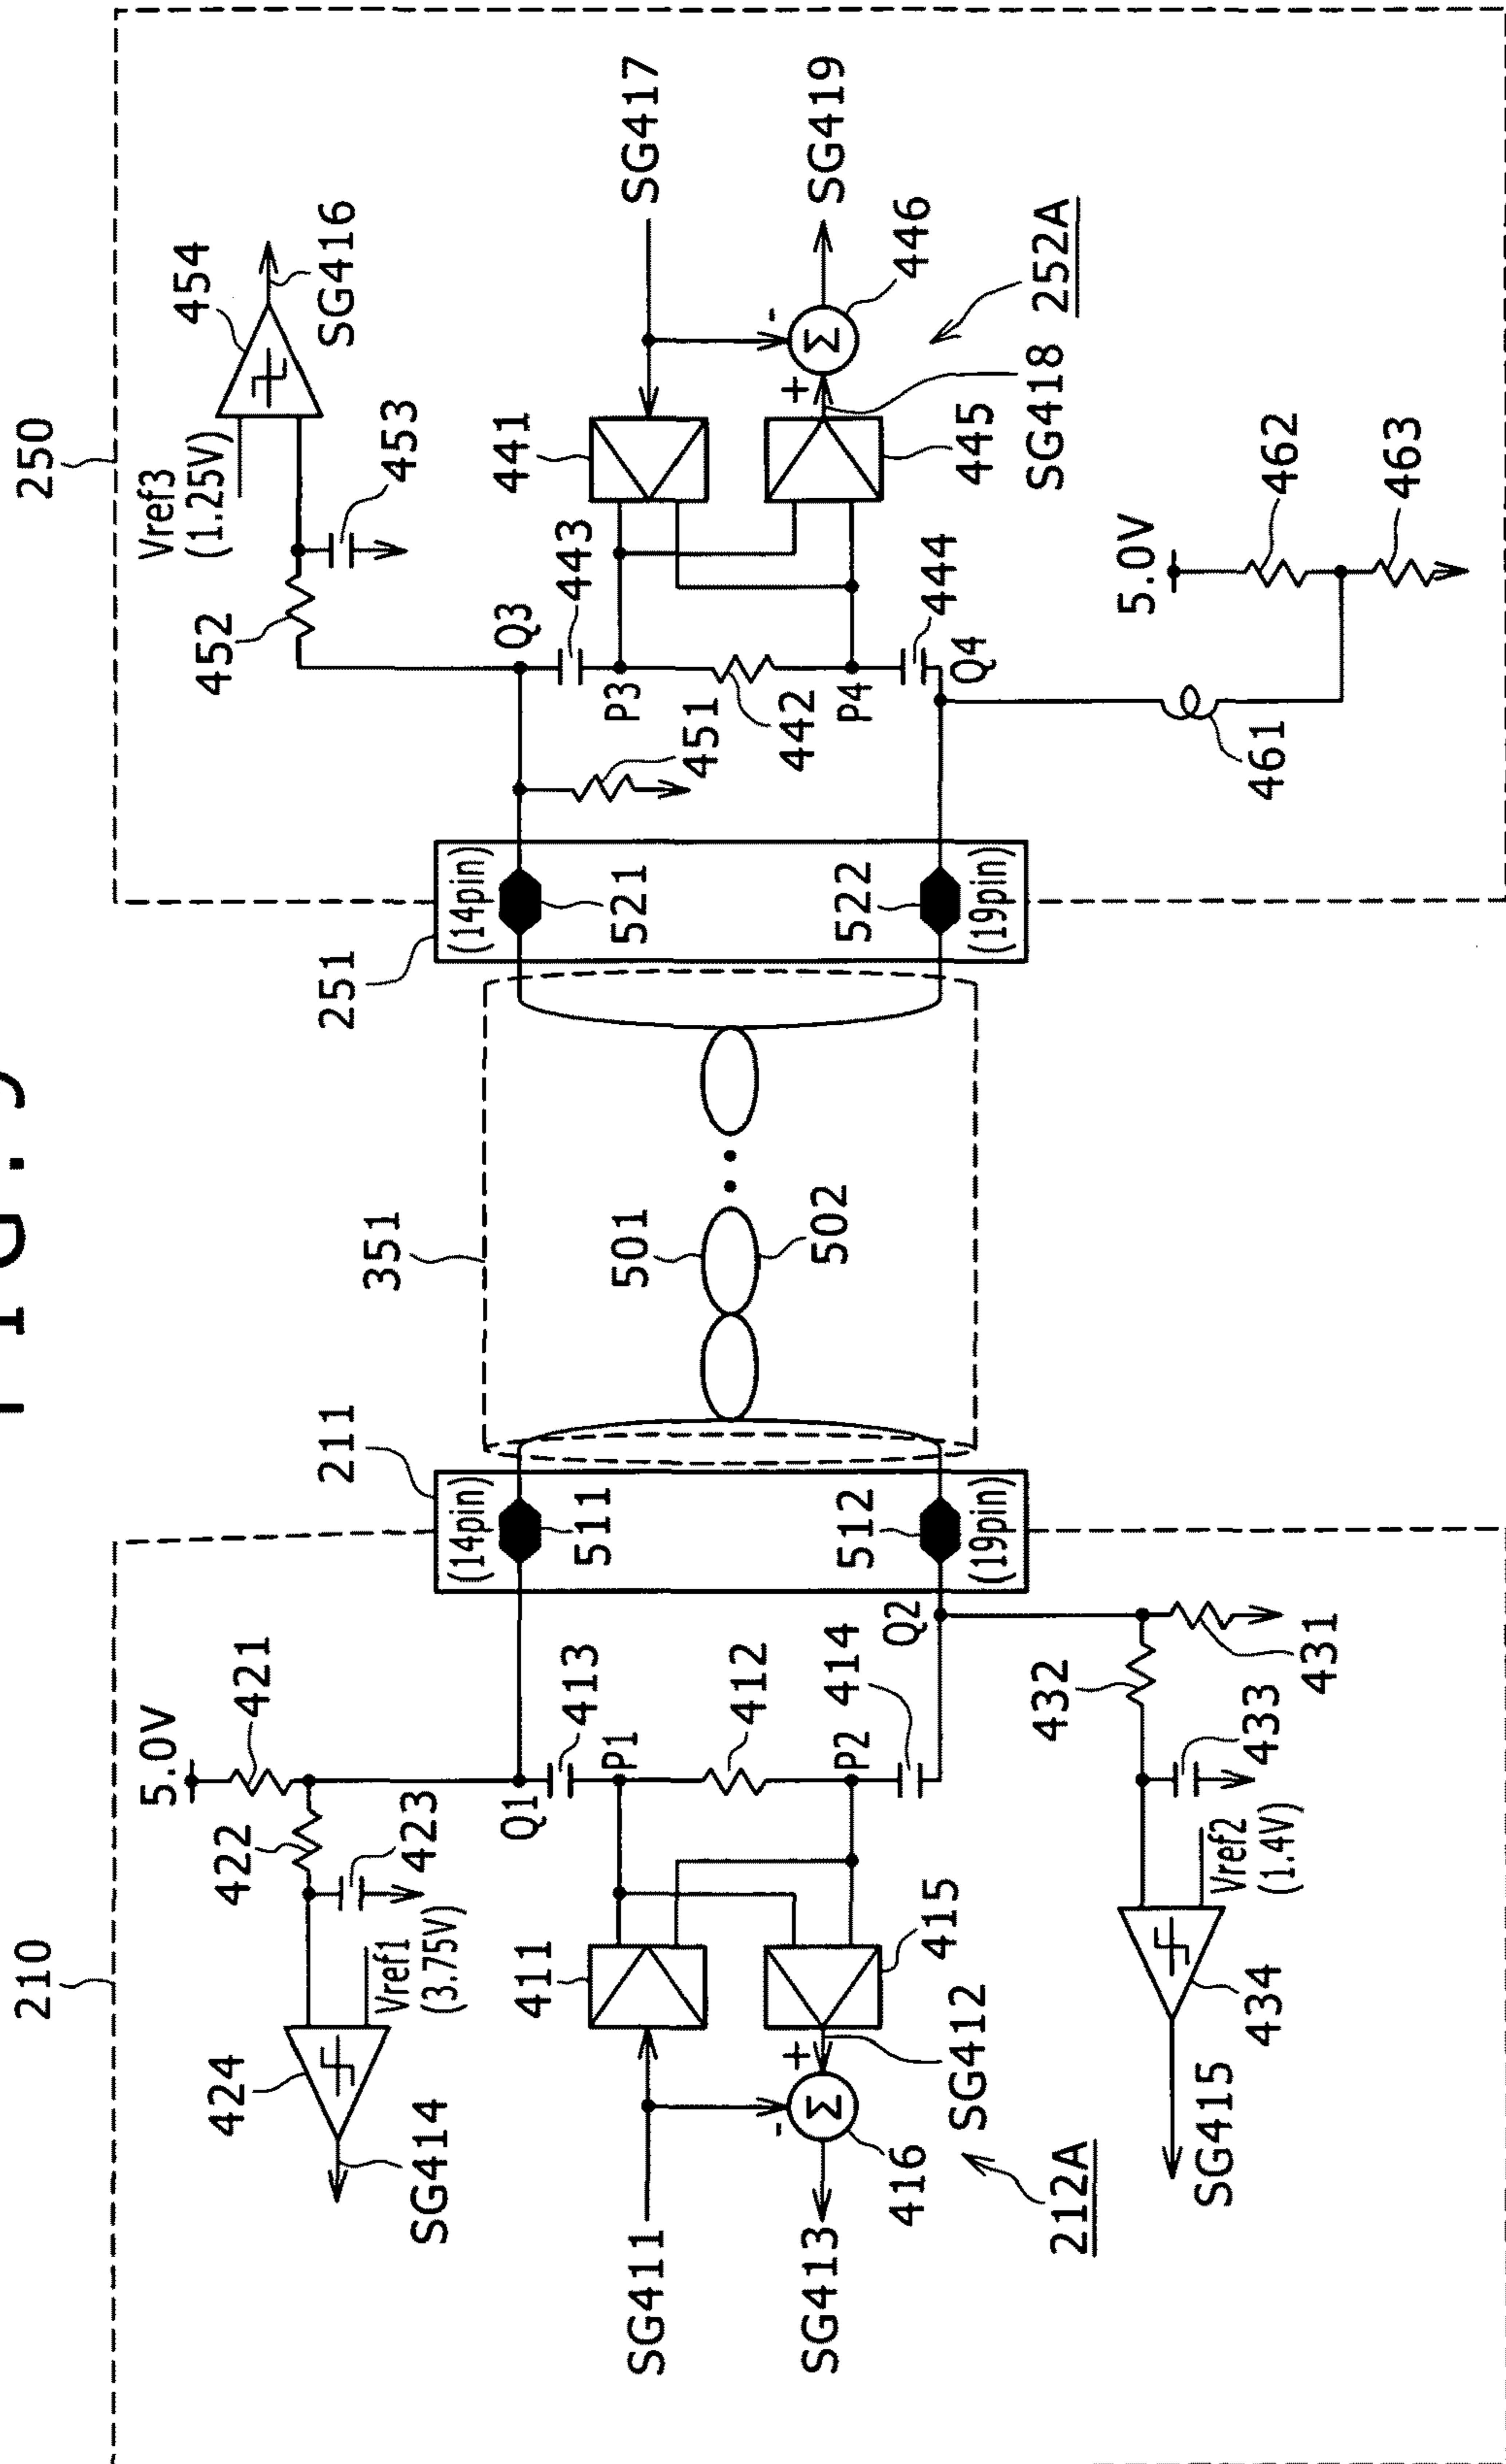 210
5.0V
421
422
423
424
Vref1
(3.75V)
SG414
Q1
413
P1
411
SG411
412
P2
414
415
SG412
+
-
Σ
416
SG413
212A
Q2
432
431
433
Vref2
(1.4V)
434
SG415
211
(14pin)
511
512
(19pin)
351
501
502
251
(14pin)
521
522
(19pin)
250
Vref3
(1.25V)
454
SG416
452
453
Q3
443
P3
451
441
SG417
442
P4
444
Q4
445
SG418
+
-
Σ
446
SG419
252A
5.0V
461
462
463